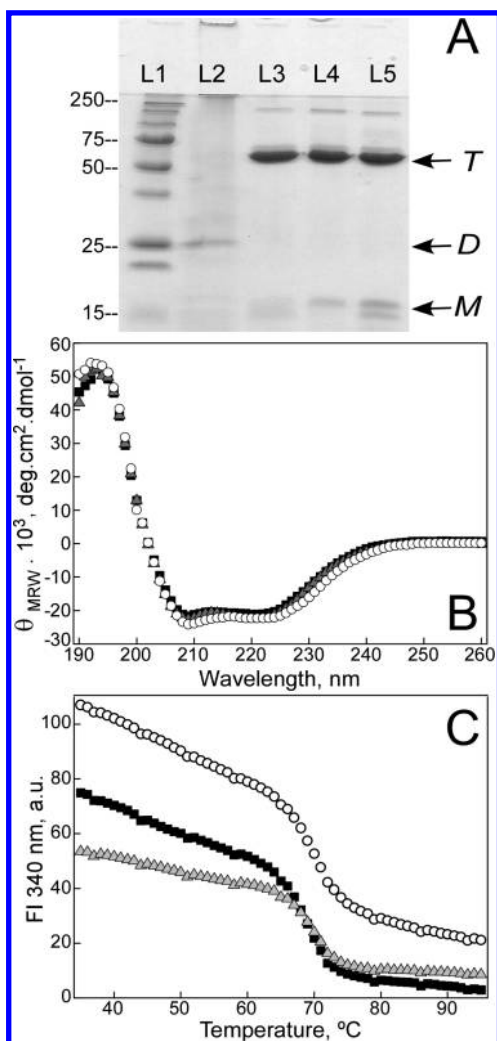 A
L1 L2 L3 L4 L5
250--
75--
50--
25--
15--
T
D
M
60
50
40
30
20
10
0
-10
-20
-30
θ MRW · 10³, deg.cm².dmol⁻¹
190 200 210 220 230 240 250 260
Wavelength, nm
B
C
100
80
60
40
20
0
FI 340 nm, a.u.
40 50 60 70 80 90
Temperature, ºC